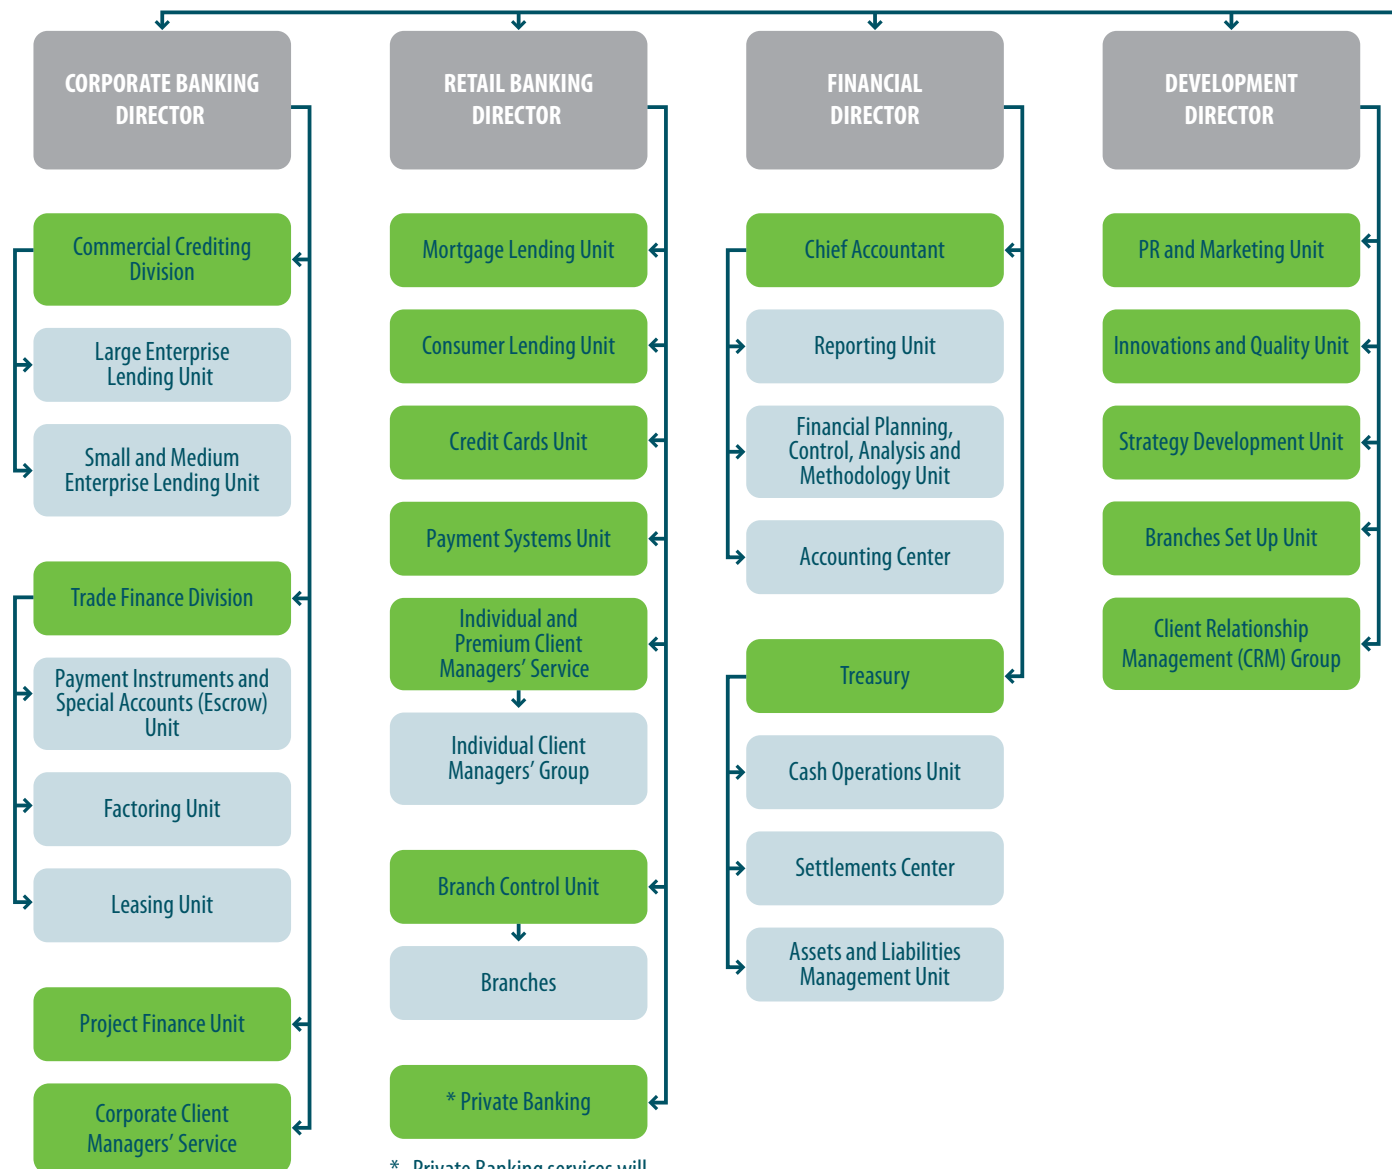 CORPORATE BANKING
DIRECTOR
Commercial Crediting
Division
Large Enterprise
Lending Unit
Small and Medium
Enterprise Lending Unit
Trade Finance Division
Payment Instruments and
Special Accounts (Escrow)
Unit
Factoring Unit
Leasing Unit
Project Finance Unit
Corporate Client
Managers’ Service
RETAIL BANKING
DIRECTOR
Mortgage Lending Unit
Consumer Lending Unit
Credit Cards Unit
Payment Systems Unit
Individual and
Premium Client
Managers’ Service
Individual Client
Managers’ Group
Branch Control Unit
Branches
* Private Banking
* Private Banking services will
FINANCIAL
DIRECTOR
Chief Accountant
Reporting Unit
Financial Planning,
Control, Analysis and
Methodology Unit
Accounting Center
Treasury
Cash Operations Unit
Settlements Center
Assets and Liabilities
Management Unit
DEVELOPMENT
DIRECTOR
PR and Marketing Unit
Innovations and Quality Unit
Strategy Development Unit
Branches Set Up Unit
Client Relationship
Management (CRM) Group